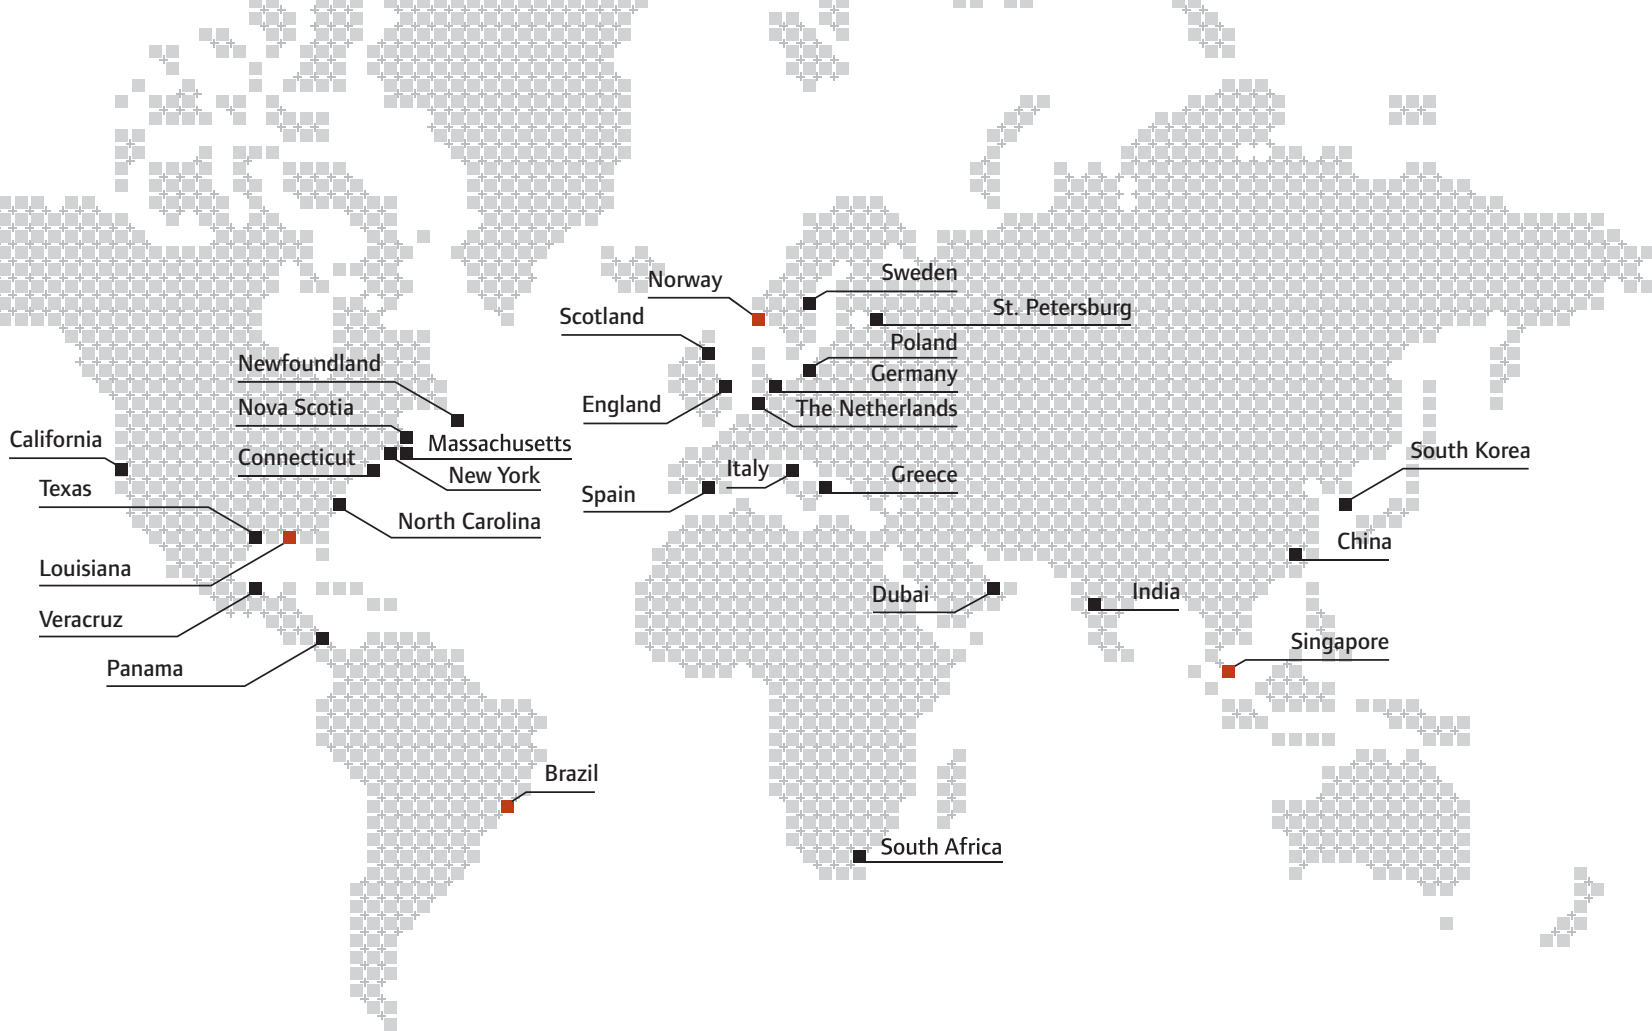 Sweden
Norway
St. Petersburg
Scotland
Poland
Newfoundland
Germany
England
The Netherlands
Nova Scotia
California
Massachusetts
South Korea
Connecticut
Italy
New York
Greece
Texas
Spain
North Carolina
China
Louisiana
Dubai
India
Veracruz
Singapore
Panama
Brazil
South Africa